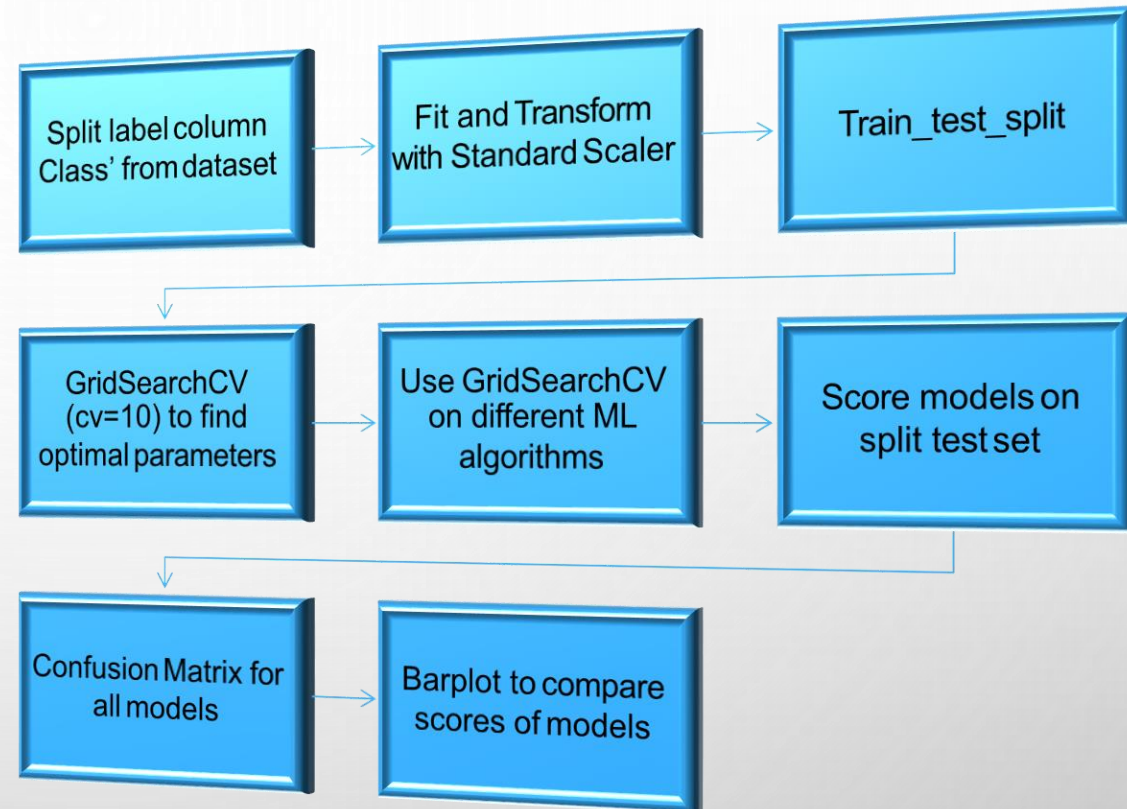 Split label column
Class’ from dataset
Fit and Transform
with Standard Scaler
Train_test_split
GridSearchCV
(cv=10) to find
optimal parameters
Use GridSearchCV
on different ML
algorithms
Score models on
split test set
Confusion Matrix for
all models
Barplot to compare
scores of models